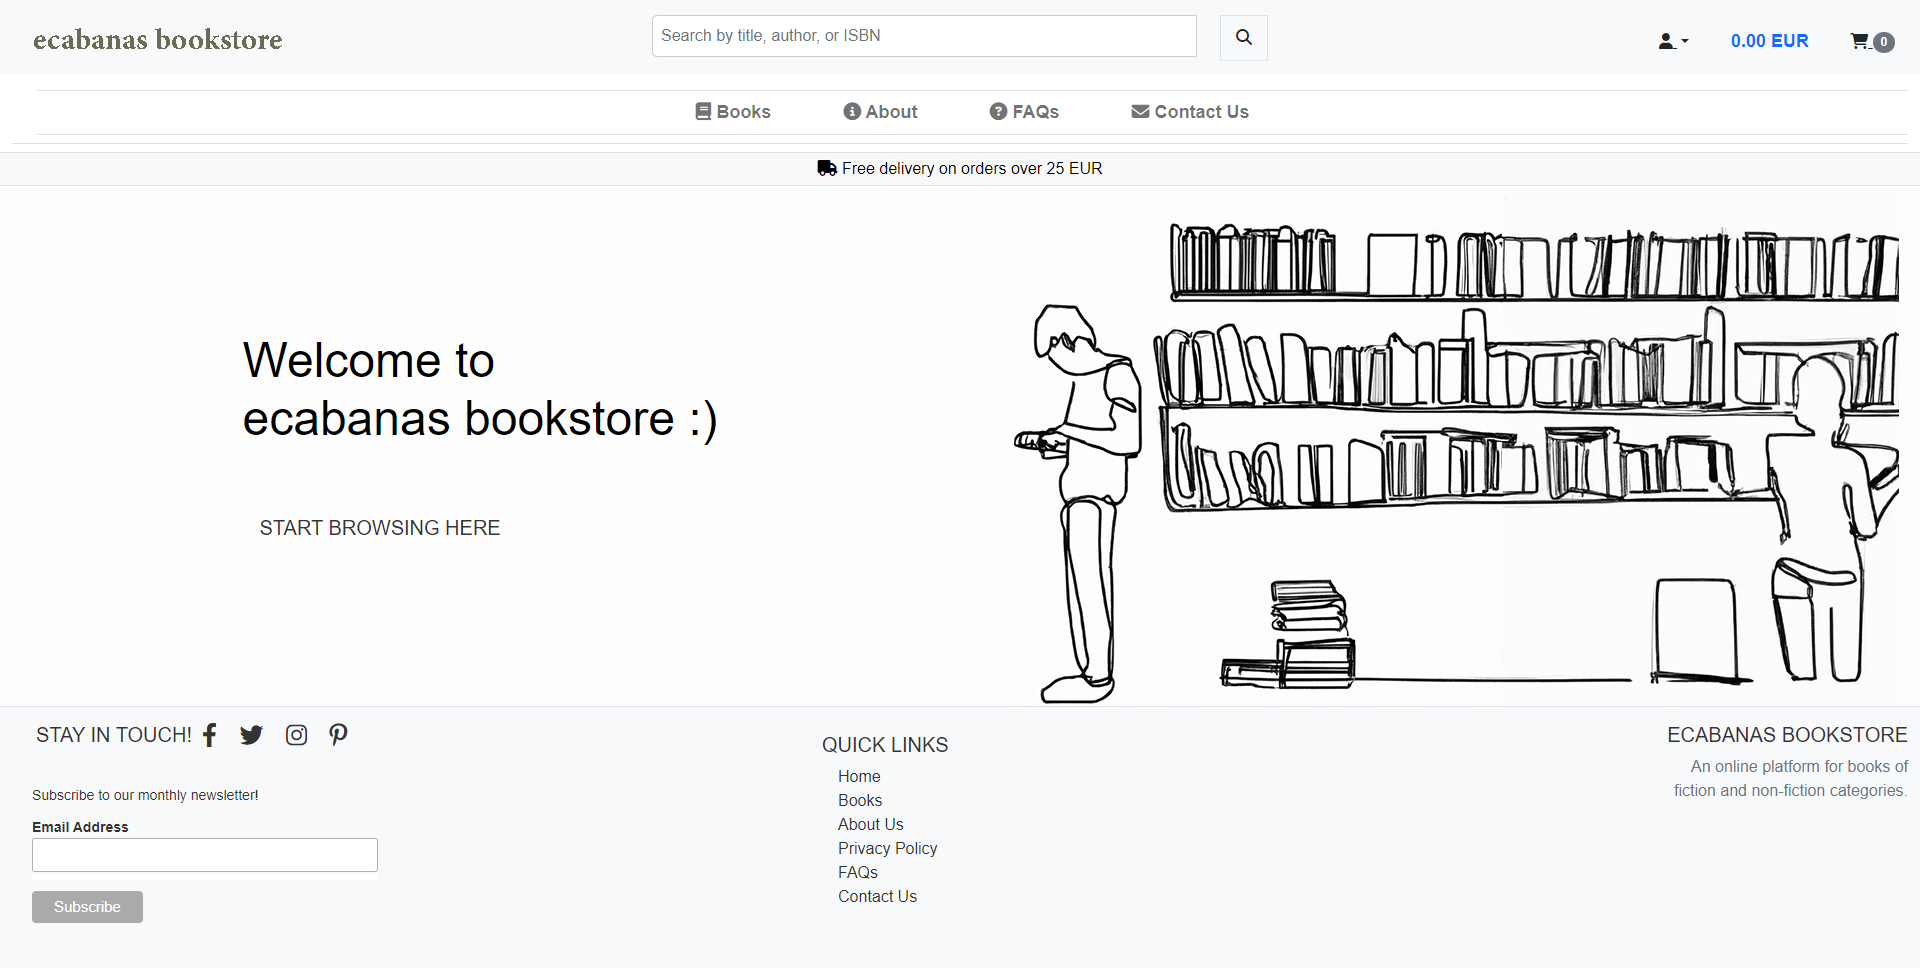 ecabanas bookstore
Search by title, author, or ISBN
0.00 EUR
0
Books
About
FAQs
Contact Us
Free delivery on orders over 25 EUR
Welcome to
ecabanas bookstore :)
START BROWSING HERE
STAY IN TOUCH!
Subscribe to our monthly newsletter!
Email Address
Subscribe
QUICK LINKS
Home
Books
About Us
Privacy Policy
FAQs
Contact Us
ECABANAS BOOKSTORE
An online platform for books of
fiction and non-fiction categories.